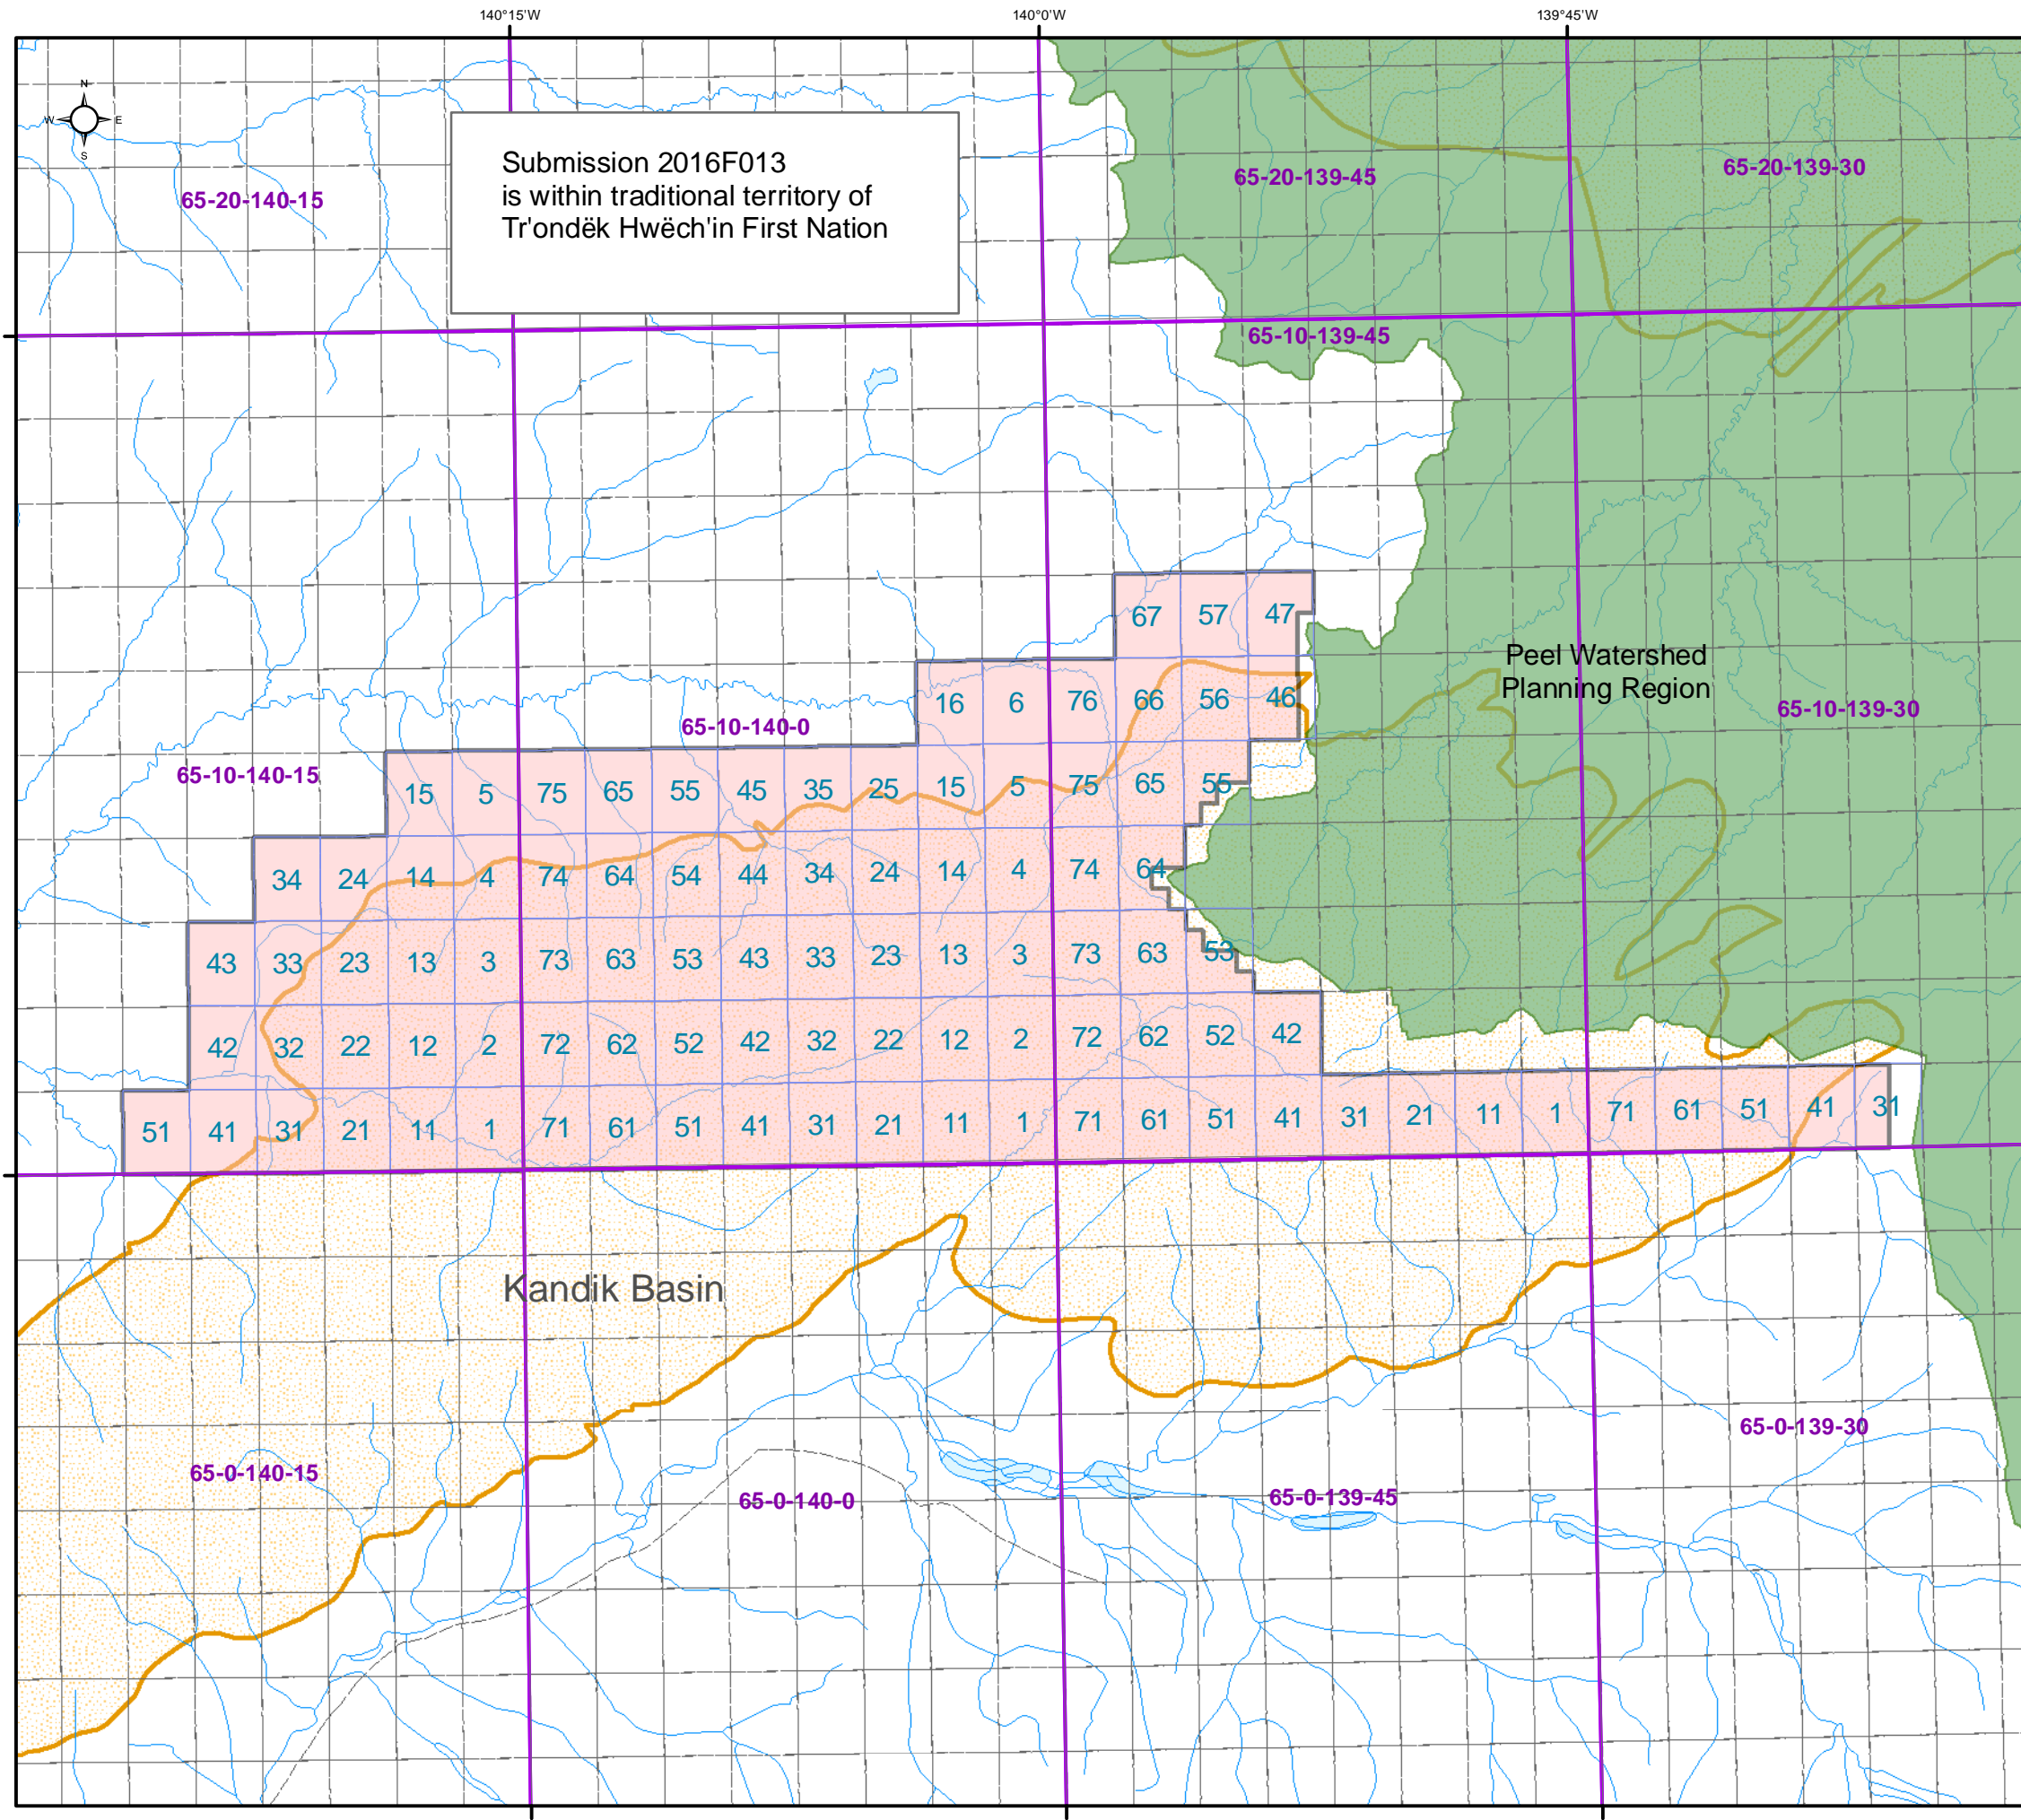 140°15'W 140°0'W 139°45'W
N
W E
S
Submission 2016F013
is within traditional territory of
Tr'ondëk Hwëch'in First Nation
65-20-140-15 65-20-139-45 65-20-139-30
65-10-139-45
67 57 47
Peel Watershed
Planning Region
16 6 76 66 56 46
65-10-140-0 65-10-139-30
65-10-140-15
15 5 75 65 55 45 35 25 15 5 75 65 55
34 24 14 4 74 64 54 44 34 24 14 4 74 64
43 33 23 13 3 73 63 53 43 33 23 13 3 73 63 53
42 32 22 12 2 72 62 52 42 32 22 12 2 72 62 52 42
51 41 31 21 11 1 71 61 51 41 31 21 11 1 71 61 51 41 31 21 11 1 71 61 51 41 31
Kandik Basin
65-0-139-30
65-0-140-15 65-0-140-0 65-0-139-45